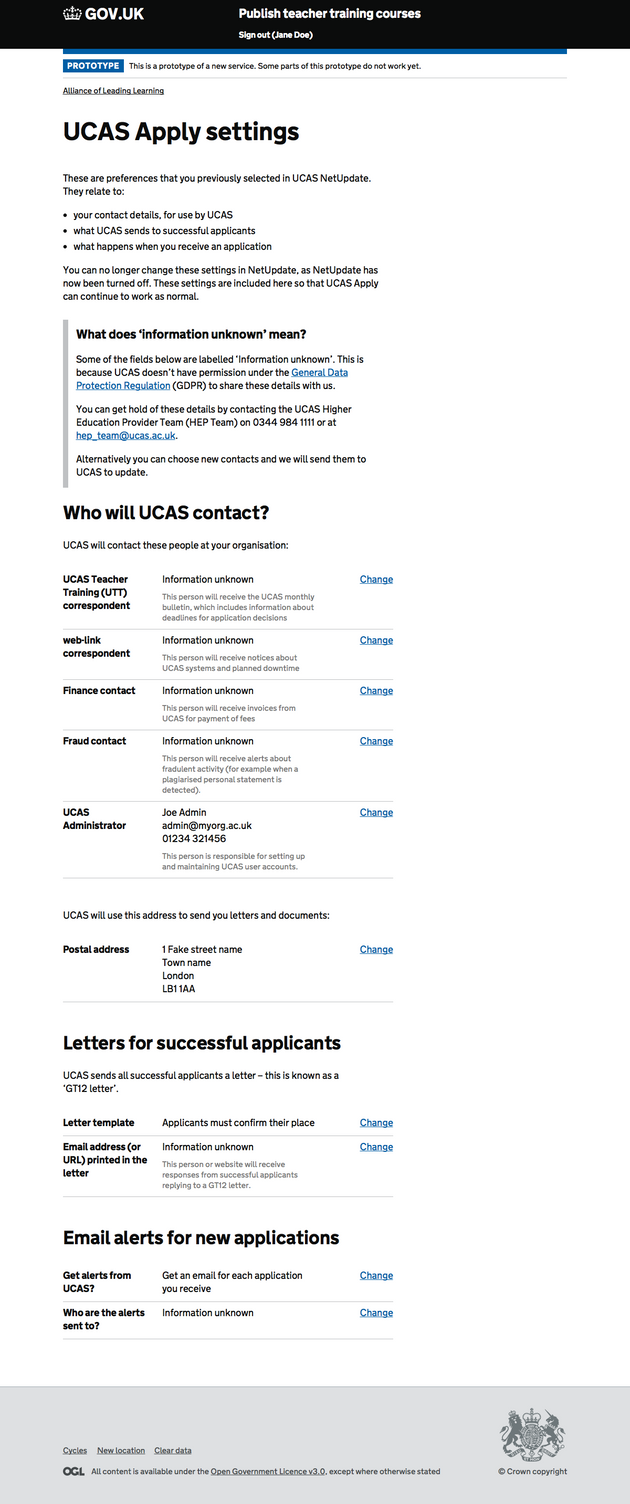 GOV.UK
Publish teacher training courses
Sign out (Jane Doe)
PROTOTYPE This is a prototype of a new service. Some parts of this prototype do not work yet.
Alliance of Leading Learning
UCAS Apply settings
These are preferences that you previously selected in UCAS NetUpdate.
They relate to:
• your contact details, for use by UCAS
• what UCAS sends to successful applicants
• what happens when you receive an application
You can no longer change these settings in NetUpdate, as NetUpdate has
now been turned off. These settings are included here so that UCAS Apply
can continue to work as normal.
What does ‘information unknown’ mean?
Some of the fields below are labelled ‘Information unknown’. This is
because UCAS doesn’t have permission under the General Data
Protection Regulation (GDPR) to share these details with us.
You can get hold of these details by contacting the UCAS Higher
Education Provider Team (HEP Team) on 0344 984 1111 or at
hep_team@ucas.ac.uk.
Alternatively you can choose new contacts and we will send them to
UCAS to update.
Who will UCAS contact?
UCAS will contact these people at your organisation:
UCAS Teacher
Training (UTT)
correspondent
Information unknown
This person will receive the UCAS monthly
bulletin, which includes information about
deadlines for application decisions
Change
web-link
correspondent
Information unknown
This person will receive notices about
UCAS systems and planned downtime
Change
Finance contact
Information unknown
This person will receive invoices from
UCAS for payment of fees
Change
Fraud contact
Information unknown
This person will receive alerts about
fradulent activity (for example when a
plagiarised personal statement is
detected).
Change
UCAS
Administrator
Joe Admin
admin@myorg.ac.uk
01234 321456
This person is responsible for setting up
and maintaining UCAS user accounts.
Change
UCAS will use this address to send you letters and documents:
Postal address
1 Fake street name
Town name
London
LB1 1AA
Change
Letters for successful applicants
UCAS sends all successful applicants a letter – this is known as a
‘GT12 letter’.
Letter template
Applicants must confirm their place
Change
Email address (or
URL) printed in the
letter
Information unknown
This person or website will receive
responses from successful applicants
replying to a GT12 letter.
Change
Email alerts for new applications
Get alerts from
UCAS?
Get an email for each application
you receive
Change
Who are the alerts
sent to?
Information unknown
Change
Cycles New location Clear data
OGL All content is available under the Open Government Licence v3.0, except where otherwise stated
© Crown copyright